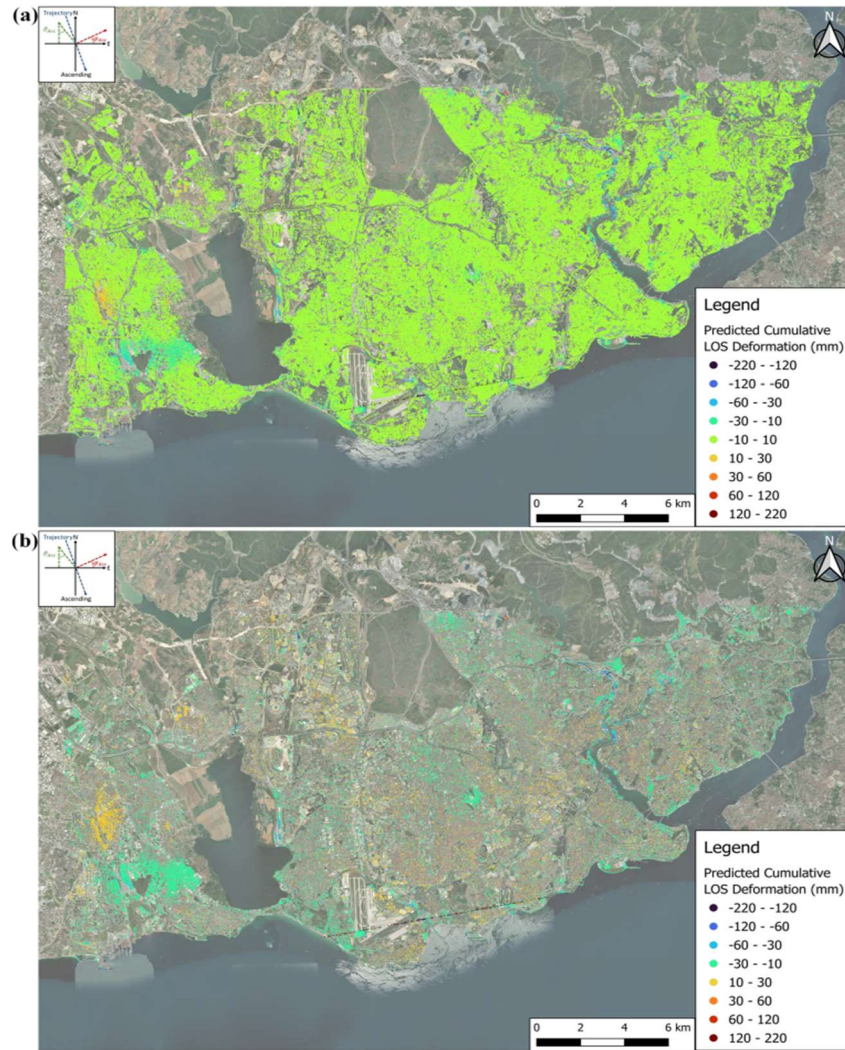 (a)
Trajectory N
E
Ascending
N
Legend
Predicted Cumulative
LOS Deformation (mm)
-220 - -120
-120 - -60
-60 - -30
-30 - -10
-10 - 10
10 - 30
30 - 60
60 - 120
120 - 220
0 2 4 6 km
(b)
Trajectory N
E
Ascending
N
Legend
Predicted Cumulative
LOS Deformation (mm)
-220 - -120
-120 - -60
-60 - -30
-30 - -10
10 - 30
30 - 60
60 - 120
120 - 220
0 2 4 6 km